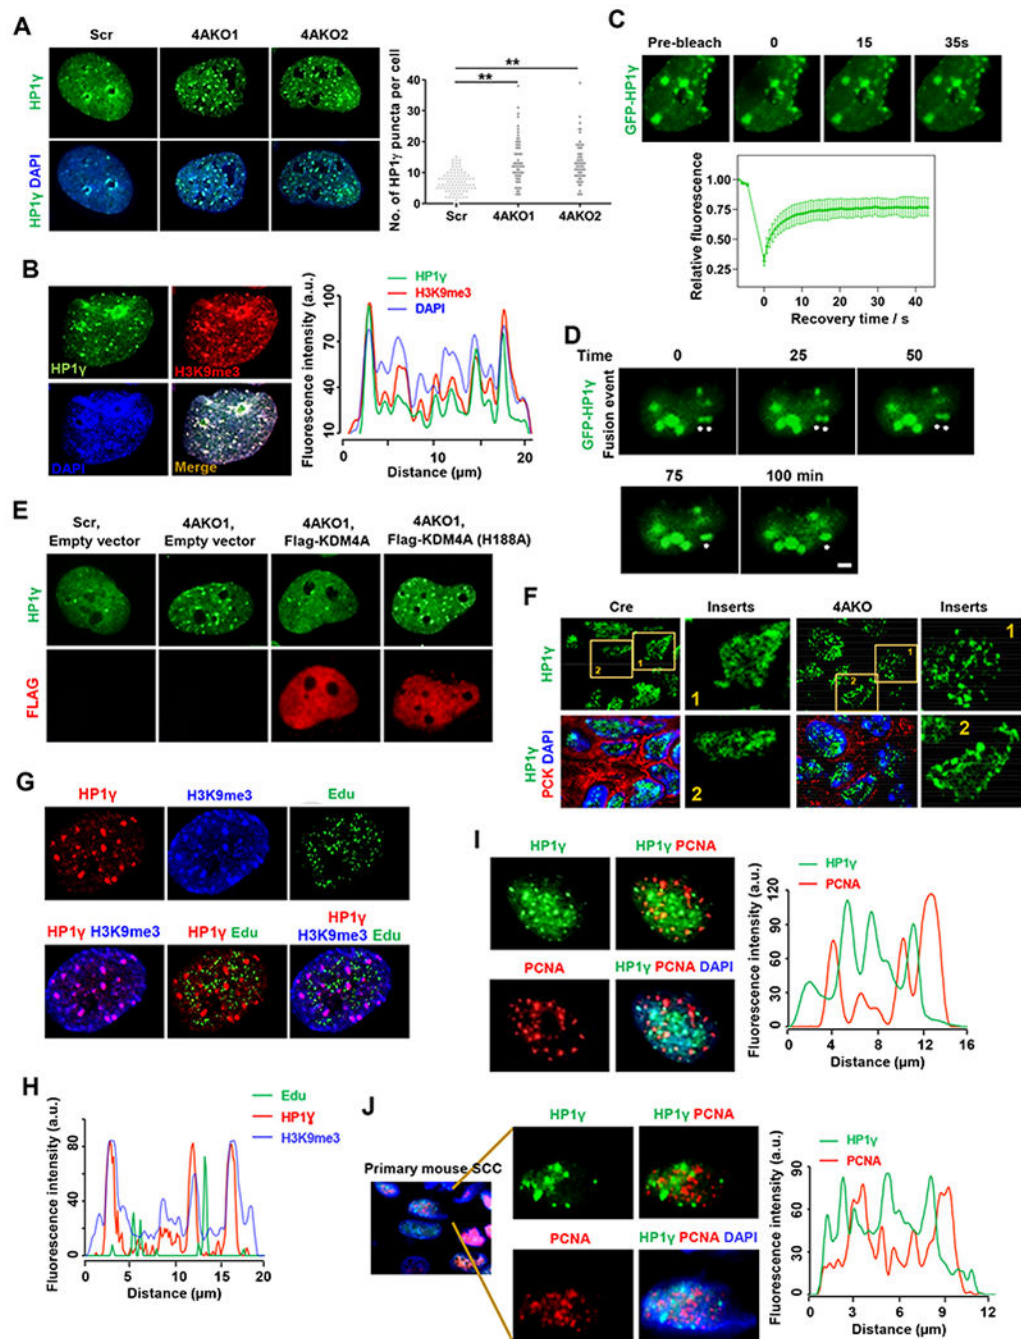 A
Scr
4AKO1
4AKO2
HP1γ
HP1γ DAPI
No. of HP1γ puncta per cell
40
30
20
10
0
**
**
Scr
4AKO1
4AKO2
B
HP1γ
H3K9me3
DAPI
Merge
HP1γ
H3K9me3
DAPI
Fluorescence intensity (a.u.)
100
70
40
10
0
10
20
Distance (μm)
C
Pre-bleach
0
15
35s
GFP-HP1γ
Relative fluorescence
1.00
0.75
0.50
0.25
0
10
20
30
40
Recovery time / s
D
Time
0
25
50
GFP-HP1γ
Fusion event
**
**
**
75
100 min
*
*
E
Scr,
Empty vector
4AKO1,
Empty vector
4AKO1,
Flag-KDM4A
4AKO1,
Flag-KDM4A (H188A)
HP1γ
FLAG
F
Cre
Inserts
4AKO
Inserts
HP1γ
2
1
1
1
2
1
HP1γ
PCK DAPI
2
2
G
HP1γ
H3K9me3
Edu
HP1γ H3K9me3
HP1γ Edu
HP1γ
H3K9me3 Edu
H
Edu
HP1Ɣ
H3K9me3
Fluorescence intensity (a.u.)
80
40
0
0
5
10
15
20
Distance (μm)
I
HP1γ
HP1γ PCNA
PCNA
HP1γ PCNA DAPI
HP1γ
PCNA
Fluorescence intensity (a.u.)
120
90
60
30
0
0
4
8
12
16
Distance (μm)
J
Primary mouse SCC
HP1γ
HP1γ PCNA
PCNA
HP1γ PCNA DAPI
HP1γ
PCNA
Fluorescence intensity (a.u.)
90
60
30
0
0
3
6
9
12
Distance (μm)